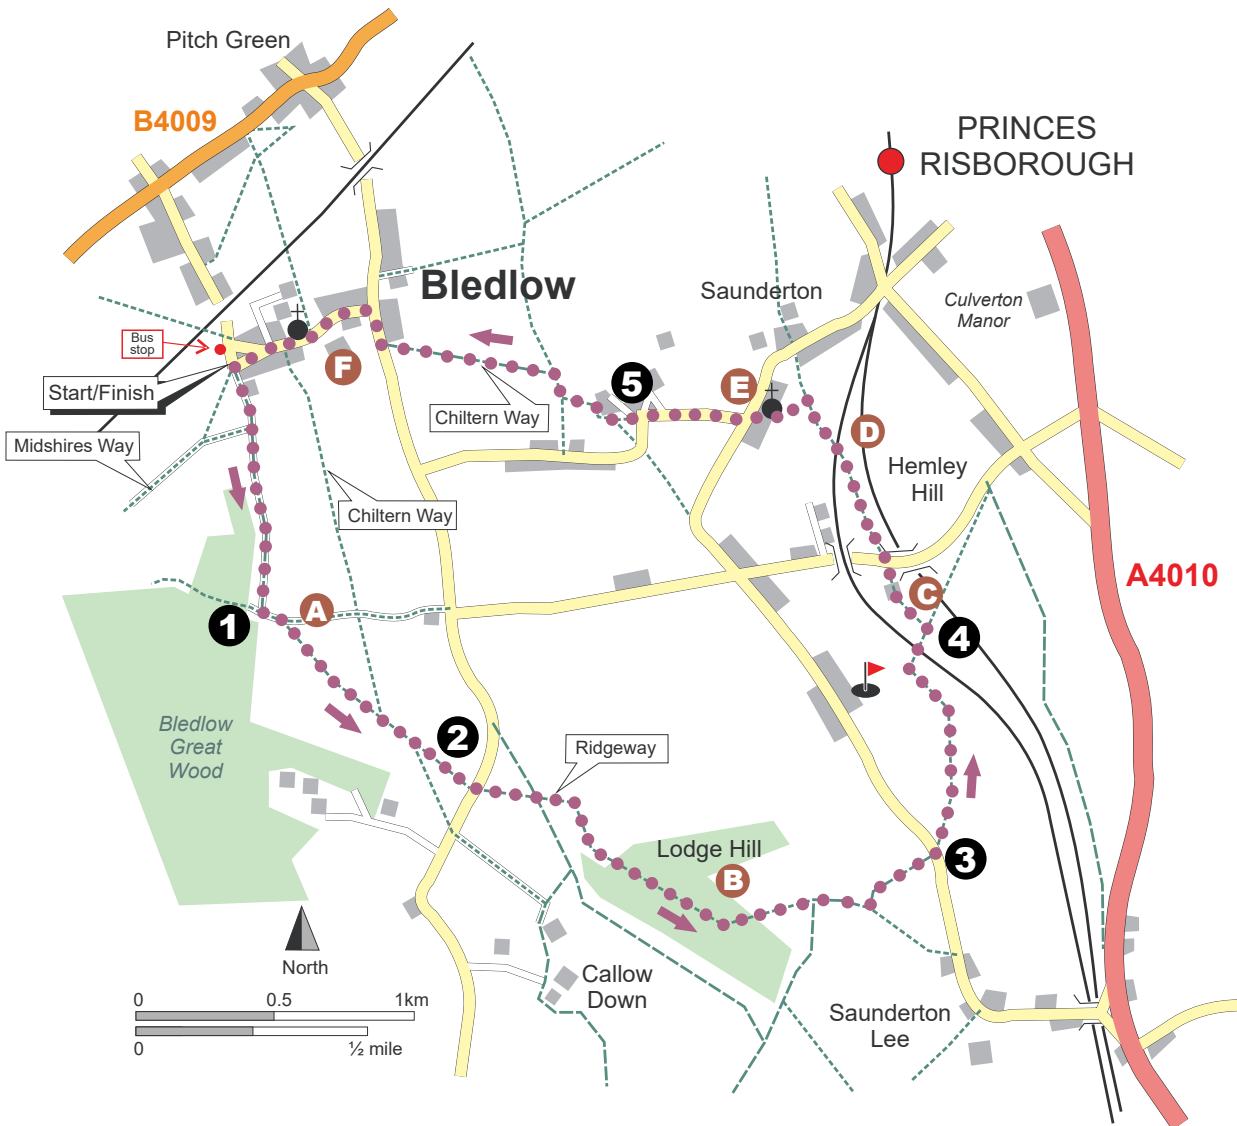 Pitch Green
B4009
PRINCES
RISBOROUGH
Bledlow
Saunderton
Culverton
Manor
Bus
stop
F
5
E
Start/Finish
Chiltern Way
D
Midshires Way
Hemley
Hill
Chiltern Way
A4010
C
1
A
4
Bledlow
Great
Wood
2
Ridgeway
Lodge Hill
B
3
North
Callow
Down
0 0.5 1km
0 ½ mile
Saunderton
Lee